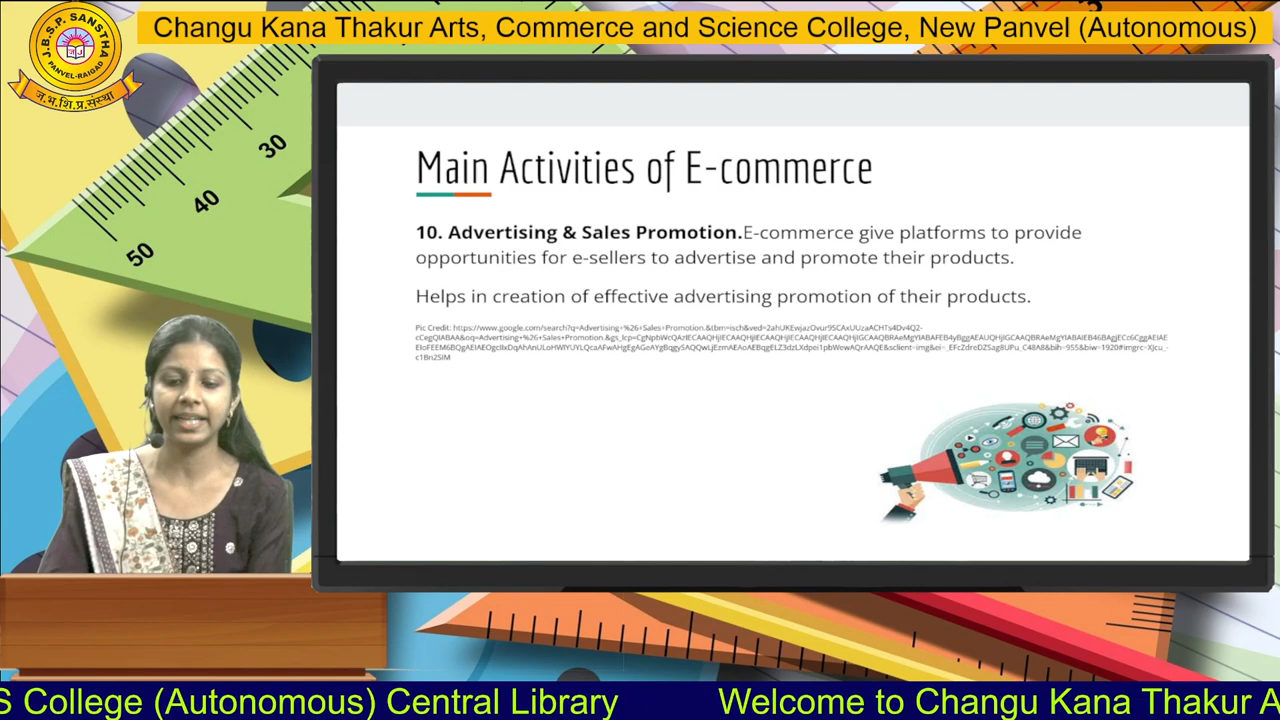 Changu Kana Thakur Arts, Commerce and Science College, New Panvel (Autonomous)
J.B.S.P. SANSTHA
PANVEL-RAIGAD
ज.भ.शि.प्र.संस्था
30
40
50
Main Activities of E-commerce
10. Advertising & Sales Promotion.E-commerce give platforms to provide
opportunities for e-sellers to advertise and promote their products.
Helps in creation of effective advertising promotion of their products.
Pic Credit:
S College (Autonomous) Central Library Welcome to Changu Kana Thakur A